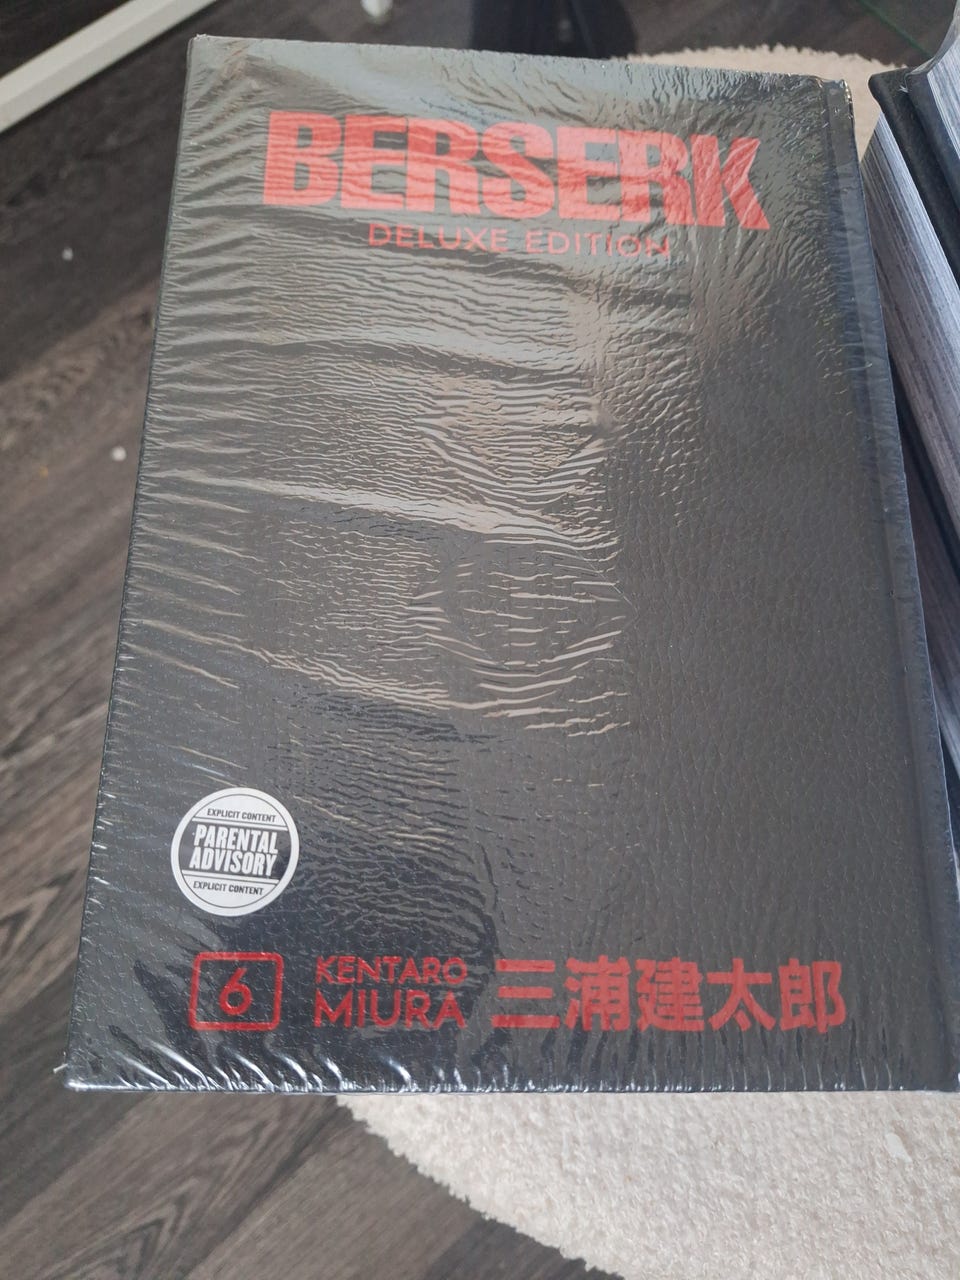 BERSERK
DELUXE EDITION
EXPLICIT CONTENT
PARENTAL
ADVISORY
EXPLICIT CONTENT
6
KENTARO
MIURA
三浦建太郎